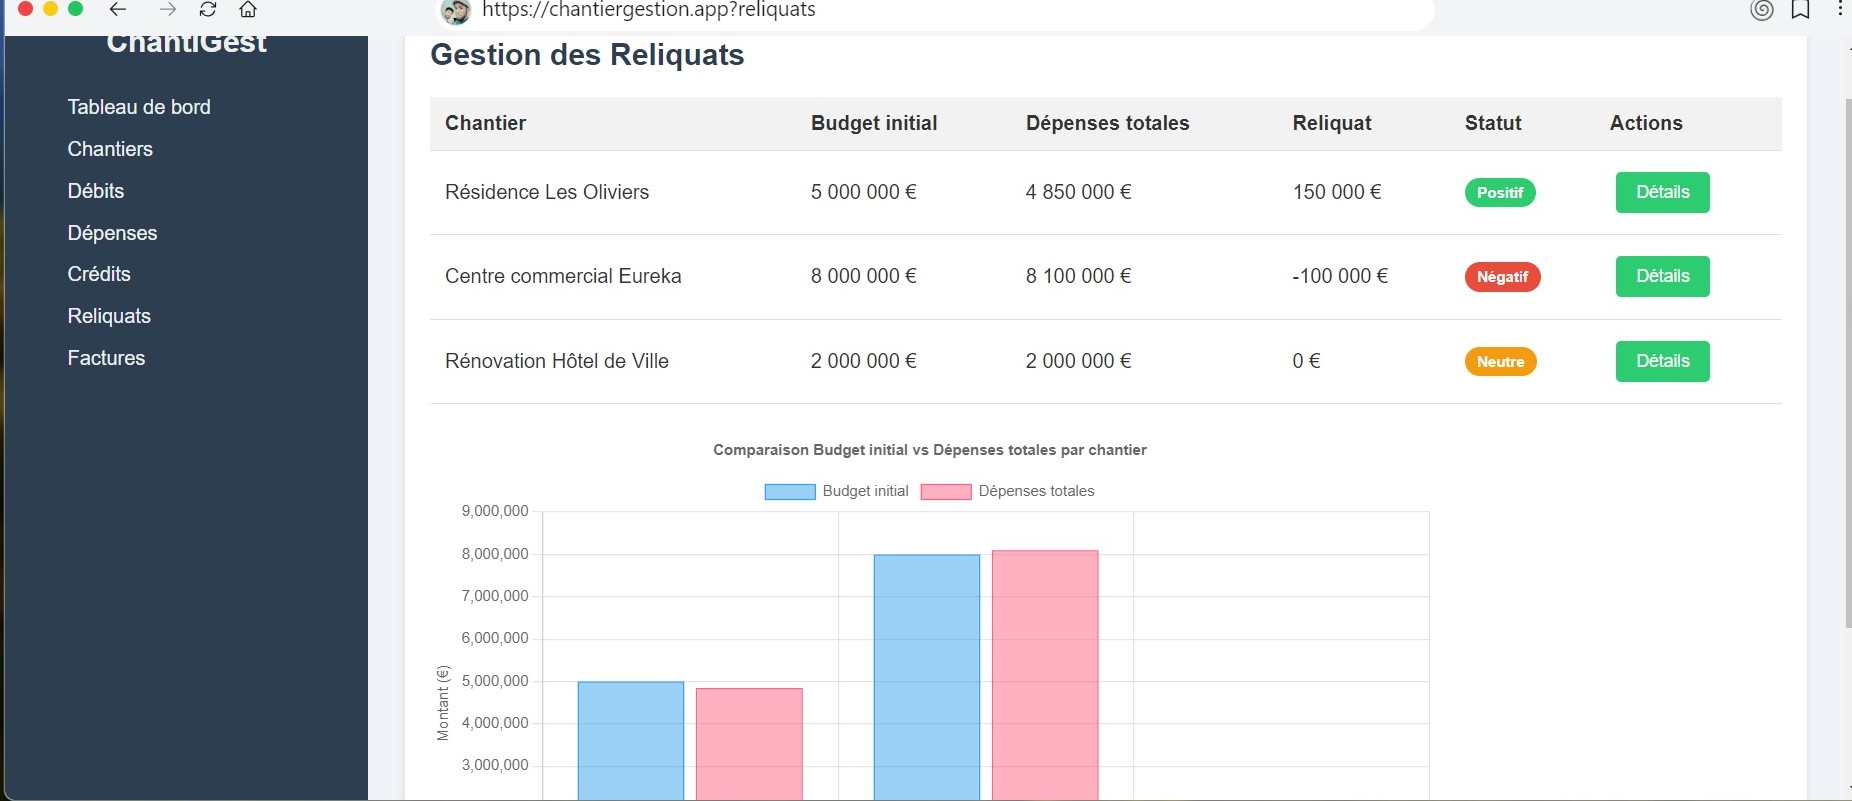 https://chantiergestion.app?reliquats
ChantiGest
Tableau de bord
Chantiers
Débits
Dépenses
Crédits
Reliquats
Factures
Gestion des Reliquats
Chantier Budget initial Dépenses totales Reliquat Statut Actions
Résidence Les Oliviers 5 000 000 € 4 850 000 € 150 000 € Positif Détails
Centre commercial Eureka 8 000 000 € 8 100 000 € -100 000 € Négatif Détails
Rénovation Hôtel de Ville 2 000 000 € 2 000 000 € 0 € Neutre Détails
Comparaison Budget initial vs Dépenses totales par chantier
Budget initial Dépenses totales
9,000,000
8,000,000
7,000,000
6,000,000
5,000,000
4,000,000
3,000,000
Montant (€)